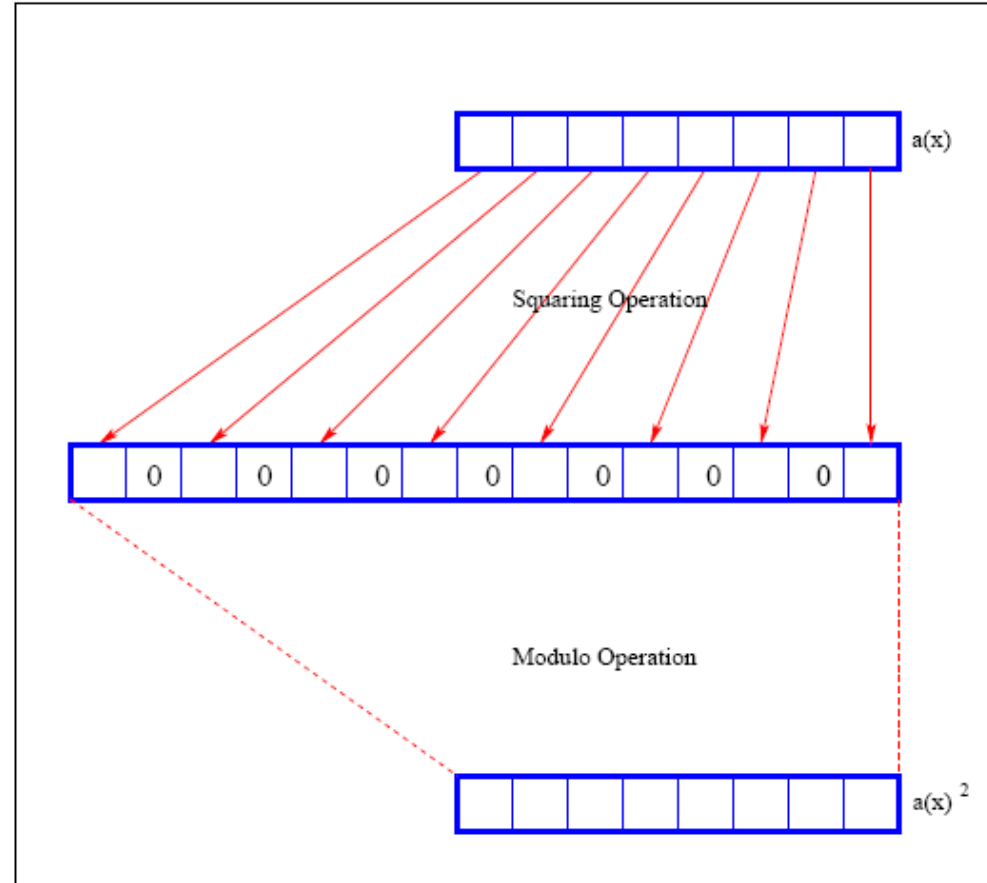 a(x)
Squaring Operation
0 0 0 0 0 0 0
Modulo Operation
a(x) 2